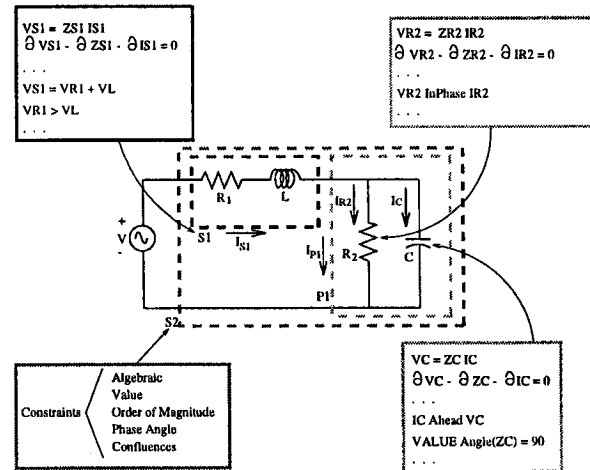 VS1 = ZS1 IS1
∂ VS1 - ∂ ZS1 - ∂ IS1 = 0
. . .
VS1 = VR1 + VL
VR1 > VL
. . .
VR2 = ZR2 IR2
∂ VR2 - ∂ ZR2 - ∂ IR2 = 0
. . .
VR2 InPhase IR2
. . .
R1
L
S1
IS1
+
V
-
IR2
IC
IP1
R2
C
P1
S2
Constraints
Algebraic
Value
Order of Magnitude
Phase Angle
Confluences
VC = ZC IC
∂ VC - ∂ ZC - ∂ IC = 0
. . .
IC Ahead VC
VALUE Angle(ZC) = 90
. . .